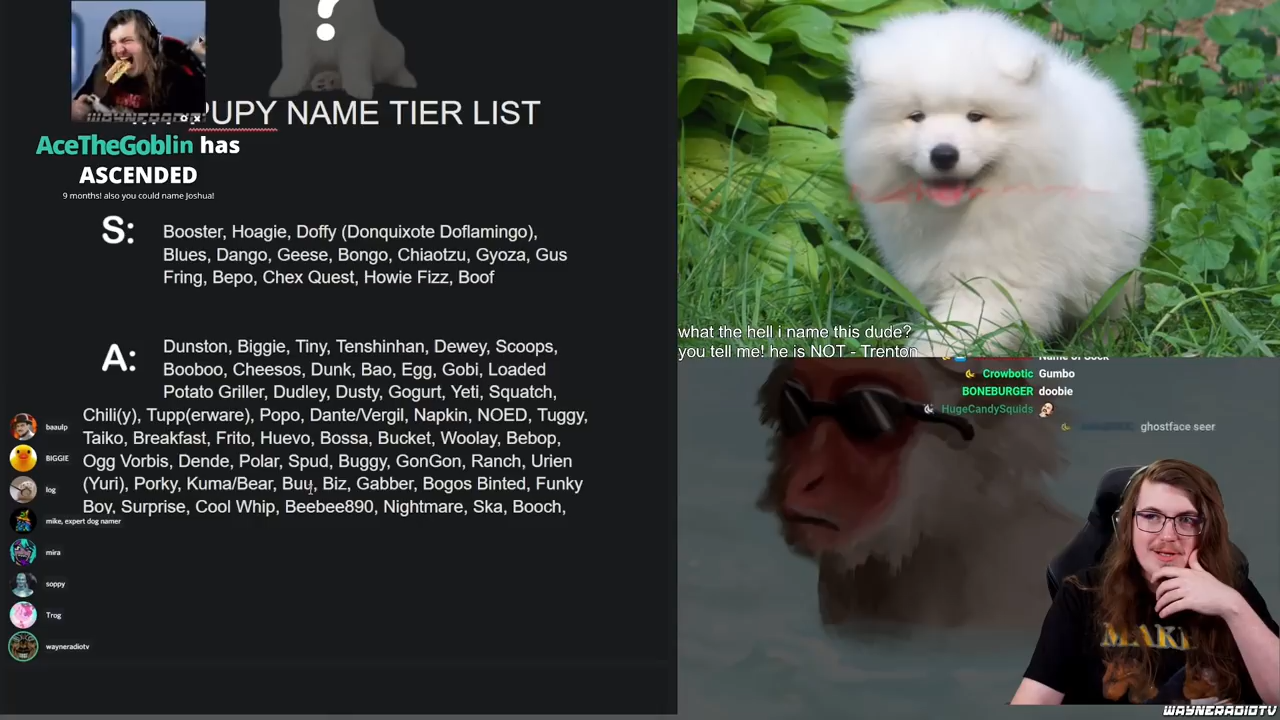 PUPY NAME TIER LIST
AceTheGoblin has
ASCENDED
9 months! also you could name Joshua!
S:
Booster, Hoagie, Doffy (Donquixote Doflamingo),
Blues, Dango, Geese, Bongo, Chiaotzu, Gyoza, Gus
Fring, Bepo, Chex Quest, Howie Fizz, Boof
A:
Dunston, Biggie, Tiny, Tenshinhan, Dewey, Scoops,
Booboo, Cheesos, Dunk, Bao, Egg, Gobi, Loaded
Potato Griller, Dudley, Dusty, Gogurt, Yeti, Squatch,
Chili(y), Tupp(erware), Popo, Dante/Vergil, Napkin, NOED, Tuggy,
Taiko, Breakfast, Frito, Huevo, Bossa, Bucket, Woolay, Bebop,
Ogg Vorbis, Dende, Polar, Spud, Buggy, GonGon, Ranch, Urien
(Yuri), Porky, Kuma/Bear, Buu, Biz, Gabber, Bogos Binted, Funky
Boy, Surprise, Cool Whip, Beebee890, Nightmare, Ska, Booch,
baaulp
BIGGIE
log
mike, expert dog namer
mira
soppy
Trog
wayneradiotv
what the hell i name this dude?
you tell me! he is NOT - Trenton
Name of Sock
Crowbotic Gumbo
BONEBURGER doobie
HugeCandySquids
ghostface seer
MAKE
WAYNERADIOTV